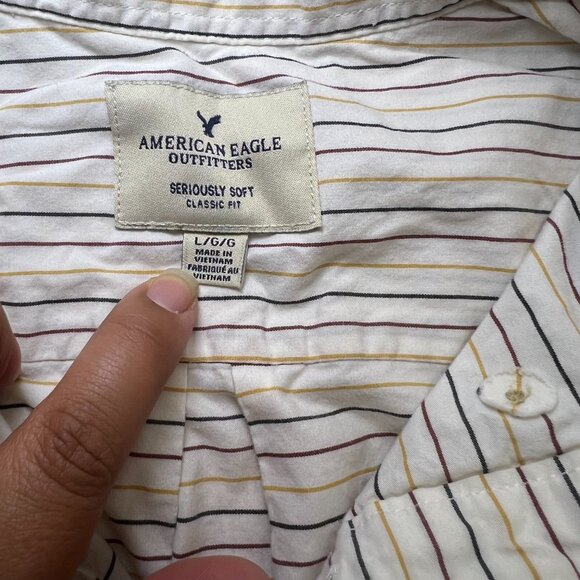 AMERICAN EAGLE
OUTFITTERS
SERIOUSLY SOFT
CLASSIC FIT
L/G/G
MADE IN
VIETNAM
FABRIQUÉ AU
VIETNAM